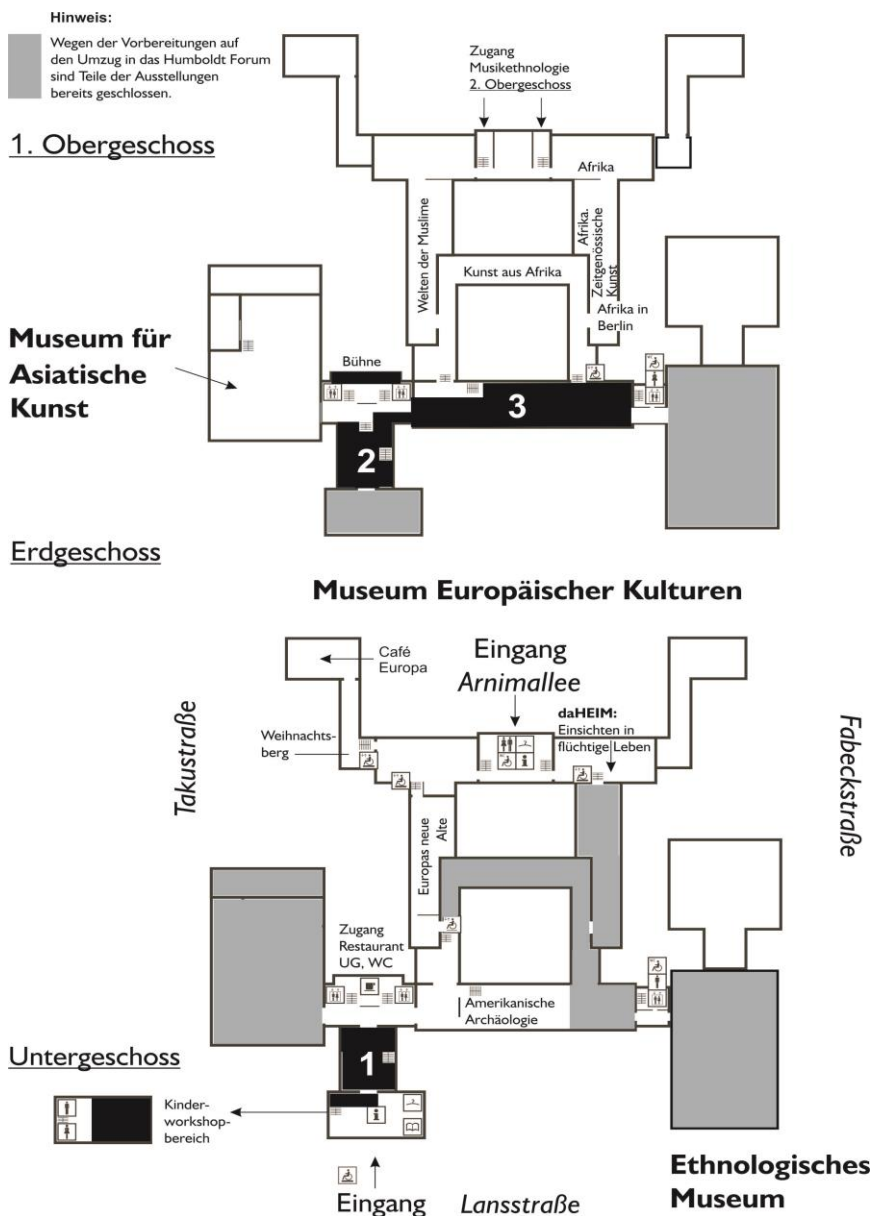 Hinweis:
Wegen der Vorbereitungen auf
den Umzug in das Humboldt Forum
sind Teile der Ausstellungen
bereits geschlossen.
1. Obergeschoss
Zugang
Musikethnologie
2. Obergeschoss
Afrika
Welten der Muslime
Afrika.
Zeitgenössische
Kunst
Kunst aus Afrika
Afrika in
Berlin
Museum für
Asiatische
Kunst
Bühne
3
2
Erdgeschoss
Museum Europäischer Kulturen
Café
Europa
Eingang
Arnimallee
daHEIM:
Einsichten in
flüchtige Leben
Weihnachts-
berg
Takustraße
Fabeckstraße
Europas neue
Alte
Zugang
Restaurant
UG, WC
Amerikanische
Archäologie
Untergeschoss
1
Kinder-
workshop-
bereich
Eingang
Lansstraße
Ethnologisches
Museum